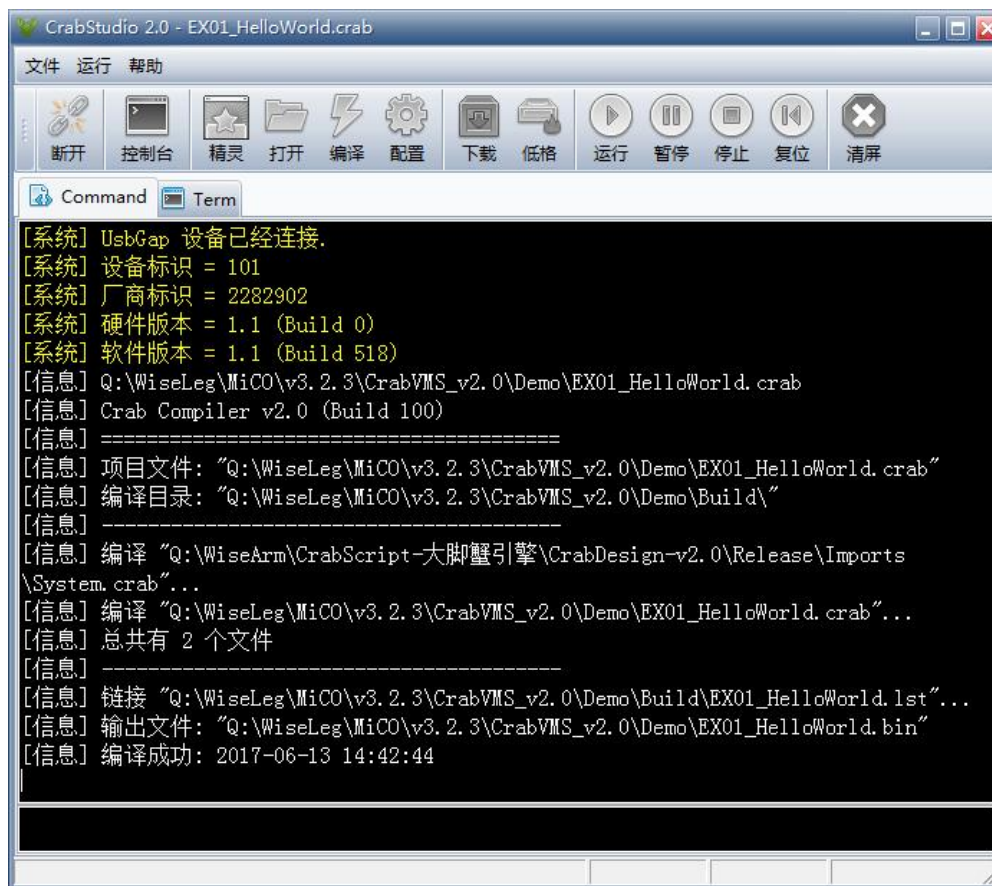 CrabStudio 2.0 - EX01_HelloWorld.crab
文件 运行 帮助
断开 控制台 精灵 打开 编译 配置 下载 低格 运行 暂停 停止 复位 清屏
Command Term
[系统] UsbGap 设备已经连接.
[系统] 设备标识 = 101
[系统] 厂商标识 = 2282902
[系统] 硬件版本 = 1.1 (Build 0)
[系统] 软件版本 = 1.1 (Build 518)
[信息] Q:\WiseLeg\MiCO\v3.2.3\CrabVMS_v2.0\Demo\EX01_HelloWorld.crab
[信息] Crab Compiler v2.0 (Build 100)
[信息] ========================================
[信息] 项目文件: "Q:\WiseLeg\MiCO\v3.2.3\CrabVMS_v2.0\Demo\EX01_HelloWorld.crab"
[信息] 编译目录: "Q:\WiseLeg\MiCO\v3.2.3\CrabVMS_v2.0\Demo\Build\"
[信息] ----------------------------------------
[信息] 编译 "Q:\WiseArm\CrabScript-大脚蟹引擎\CrabDesign-v2.0\Release\Imports
\System.crab"...
[信息] 编译 "Q:\WiseLeg\MiCO\v3.2.3\CrabVMS_v2.0\Demo\EX01_HelloWorld.crab"...
[信息] 总共有 2 个文件
[信息] ----------------------------------------
[信息] 链接 "Q:\WiseLeg\MiCO\v3.2.3\CrabVMS_v2.0\Demo\Build\EX01_HelloWorld.lst"...
[信息] 输出文件: "Q:\WiseLeg\MiCO\v3.2.3\CrabVMS_v2.0\Demo\EX01_HelloWorld.bin"
[信息] 编译成功: 2017-06-13 14:42:44